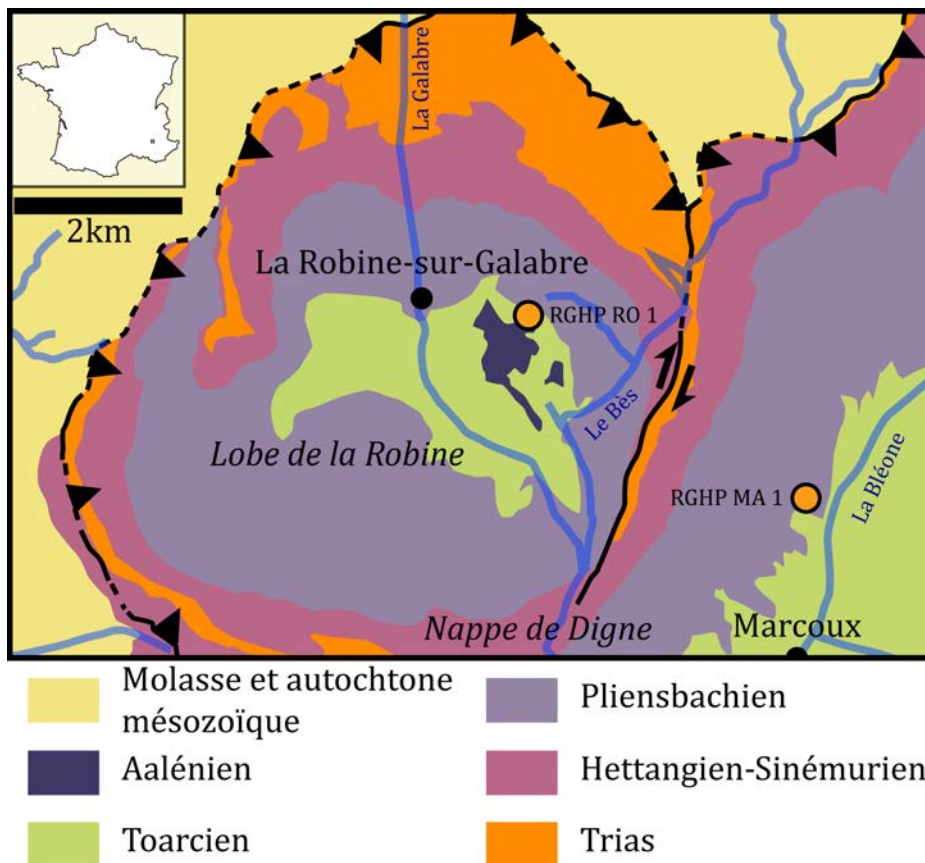 La Galabre
2km
La Robine-sur-Galabre
RGHP RO 1
Le Bès
Lobe de la Robine
La Bléone
RGHP MA 1
Nappe de Digne
Marcoux
Molasse et autochtone
mésozoïque
Pliensbachien
Aalénien
Hettangien-Sinémurien
Toarcien
Trias